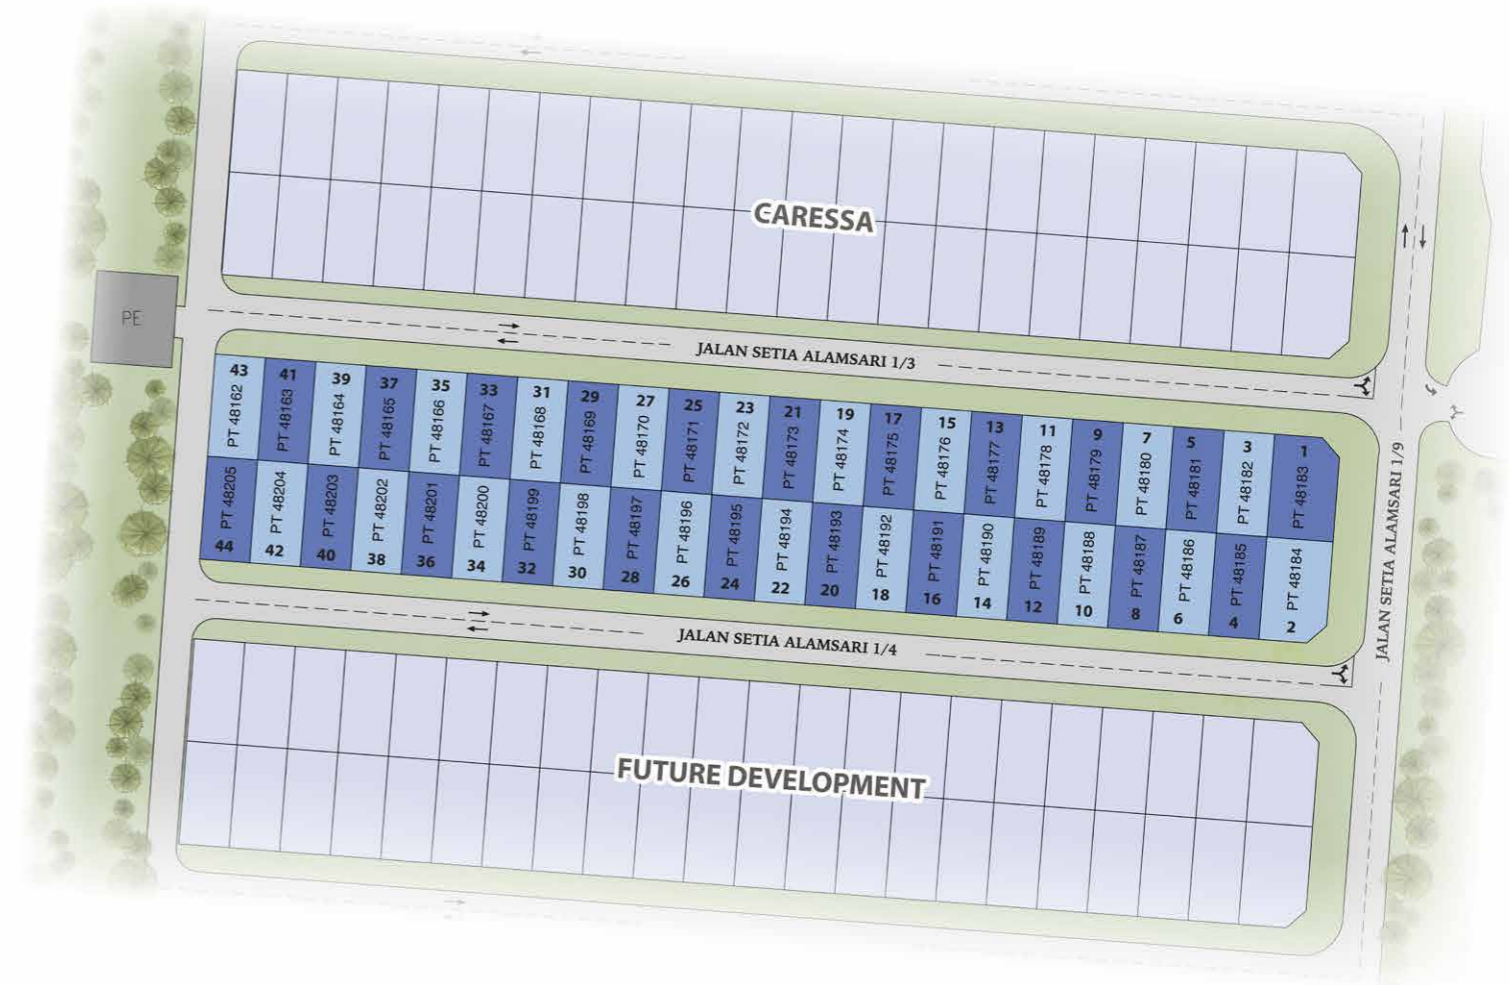 CARESSA
PE
JALAN SETIA ALAMSARI 1/3
JALAN SETIA ALAMSARI 1/9
43 PT 48162
41 PT 48163
39 PT 48164
37 PT 48165
35 PT 48166
33 PT 48167
31 PT 48168
29 PT 48169
27 PT 48170
25 PT 48171
23 PT 48172
21 PT 48173
19 PT 48174
17 PT 48175
15 PT 48176
13 PT 48177
11 PT 48178
9 PT 48179
7 PT 48180
5 PT 48181
3 PT 48182
1 PT 48183
PT 48205 44
PT 48204 42
PT 48203 40
PT 48202 38
PT 48201 36
PT 48200 34
PT 48199 32
PT 48198 30
PT 48197 28
PT 48196 26
PT 48195 24
PT 48194 22
PT 48193 20
PT 48192 18
PT 48191 16
PT 48190 14
PT 48189 12
PT 48188 10
PT 48187 8
PT 48186 6
PT 48185 4
PT 48184 2
JALAN SETIA ALAMSARI 1/4
FUTURE DEVELOPMENT